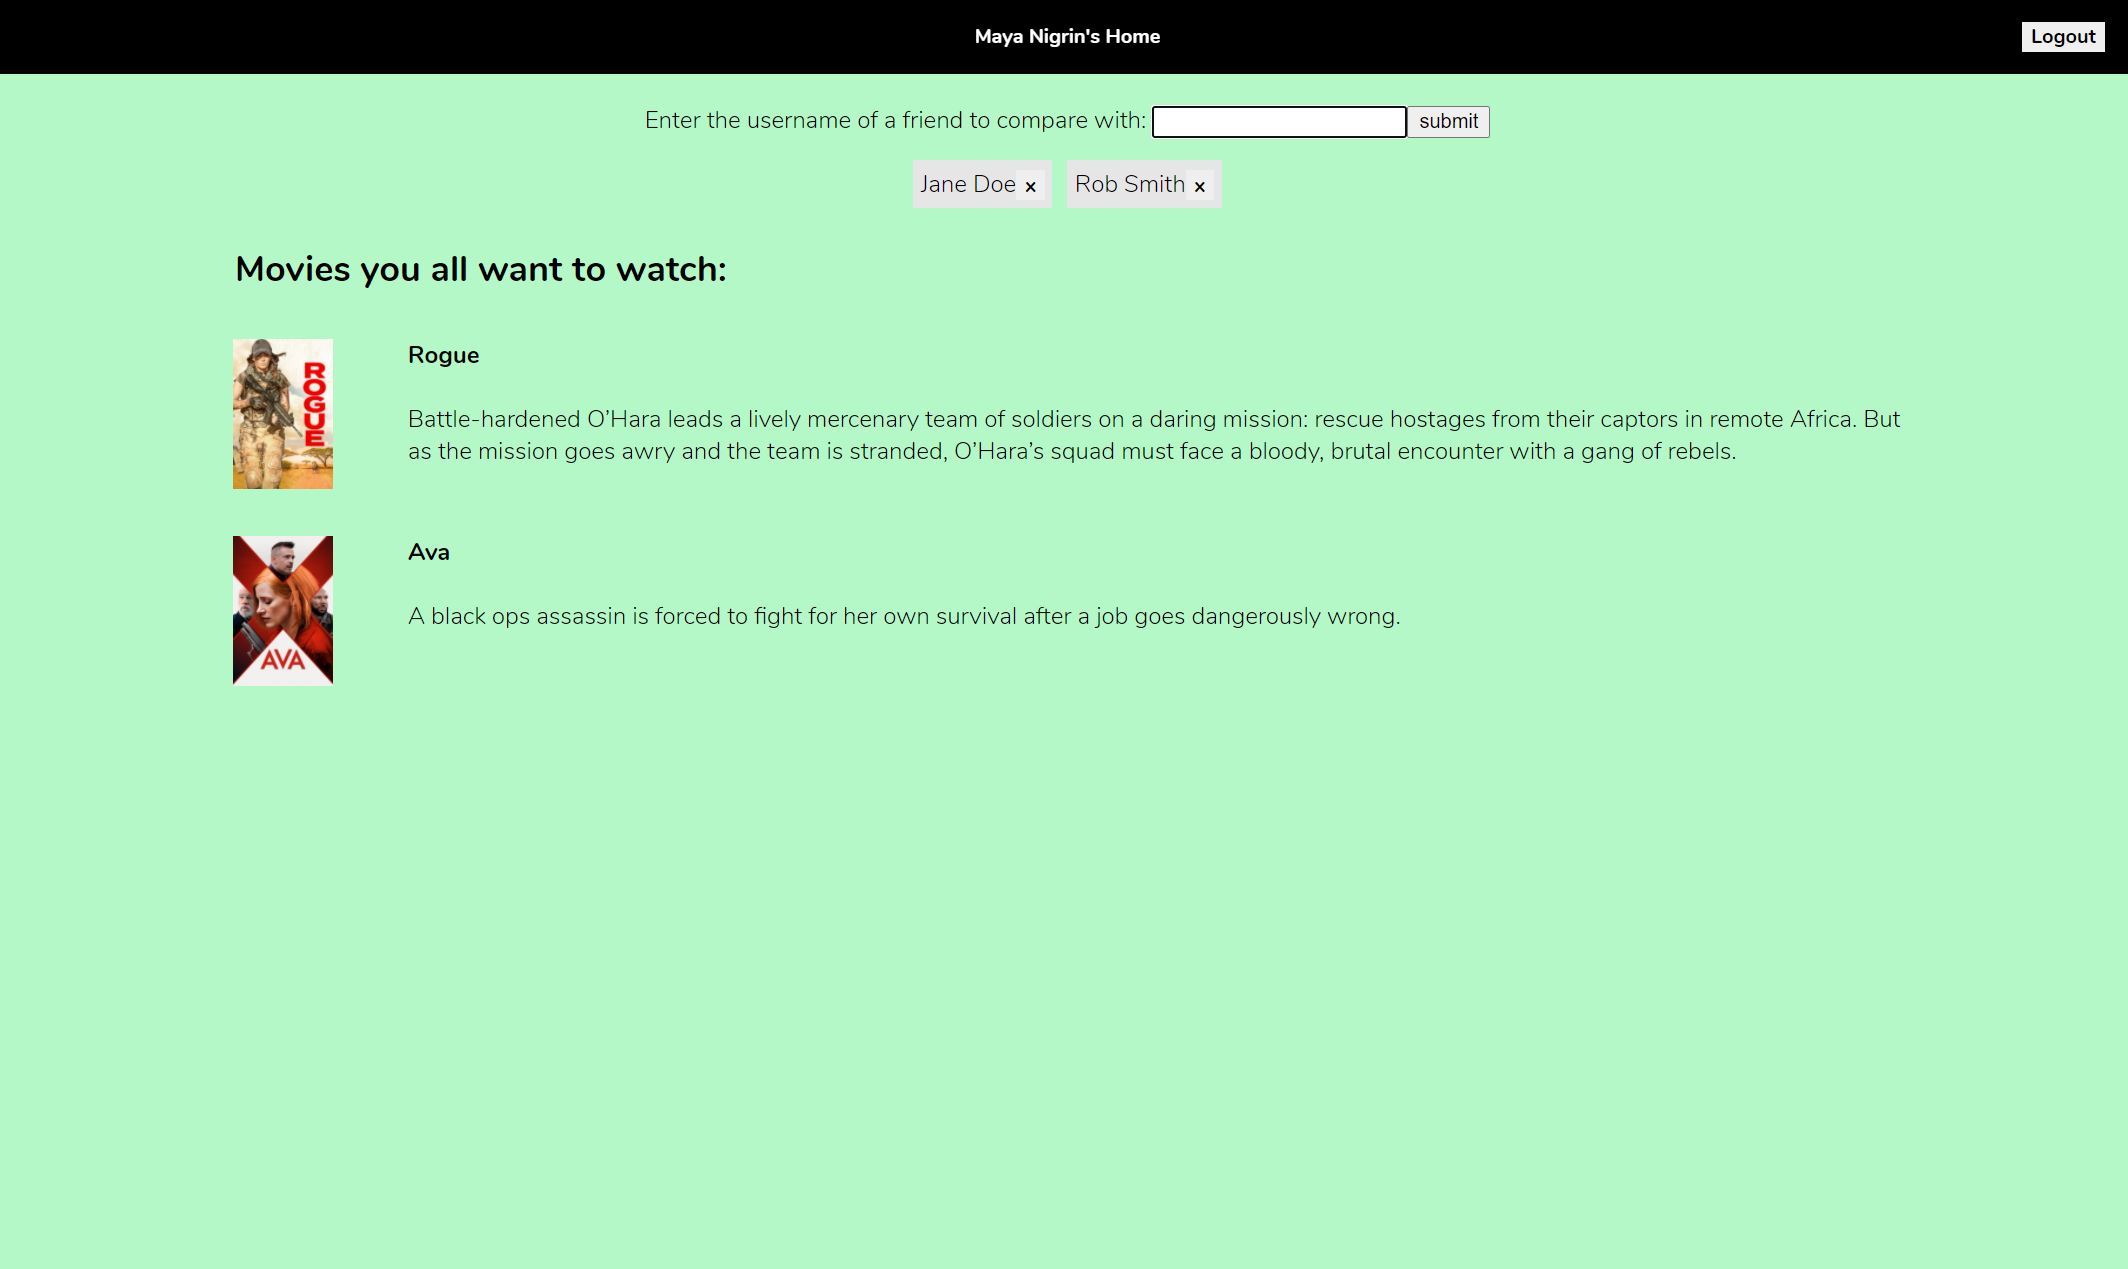 Maya Nigrin's Home
Logout
Enter the username of a friend to compare with: submit
Jane Doe x Rob Smith x
Movies you all want to watch:
ROGUE
Rogue
Battle-hardened O’Hara leads a lively mercenary team of soldiers on a daring mission: rescue hostages from their captors in remote Africa. But
as the mission goes awry and the team is stranded, O’Hara’s squad must face a bloody, brutal encounter with a gang of rebels.
AVA
Ava
A black ops assassin is forced to fight for her own survival after a job goes dangerously wrong.